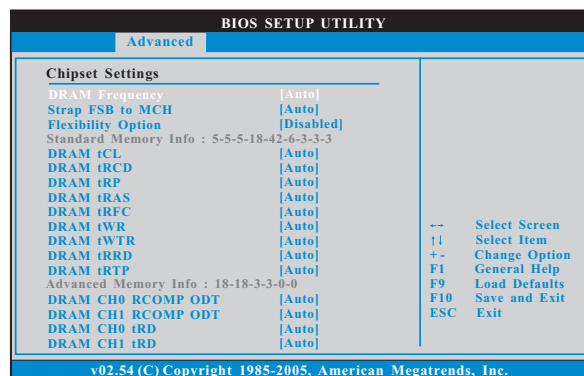 BIOS SETUP UTILITY
Advanced
Chipset Settings
DRAM Frequency [Auto]
Strap FSB to MCH [Auto]
Flexibility Option [Disabled]
Standard Memory Info : 5-5-5-18-42-6-3-3-3
DRAM tCL [Auto]
DRAM tRCD [Auto]
DRAM tRP [Auto]
DRAM tRAS [Auto]
DRAM tRFC [Auto]
DRAM tWR [Auto]
DRAM tWTR [Auto]
DRAM tRRD [Auto]
DRAM tRTP [Auto]
Advanced Memory Info : 18-18-3-3-0-0
DRAM CH0 RCOMP ODT [Auto]
DRAM CH1 RCOMP ODT [Auto]
DRAM CH0 tRD [Auto]
DRAM CH1 tRD [Auto]
←→ Select Screen
↑↓ Select Item
+ - Change Option
F1 General Help
F9 Load Defaults
F10 Save and Exit
ESC Exit
v02.54 (C) Copyright 1985-2005, American Megatrends, Inc.